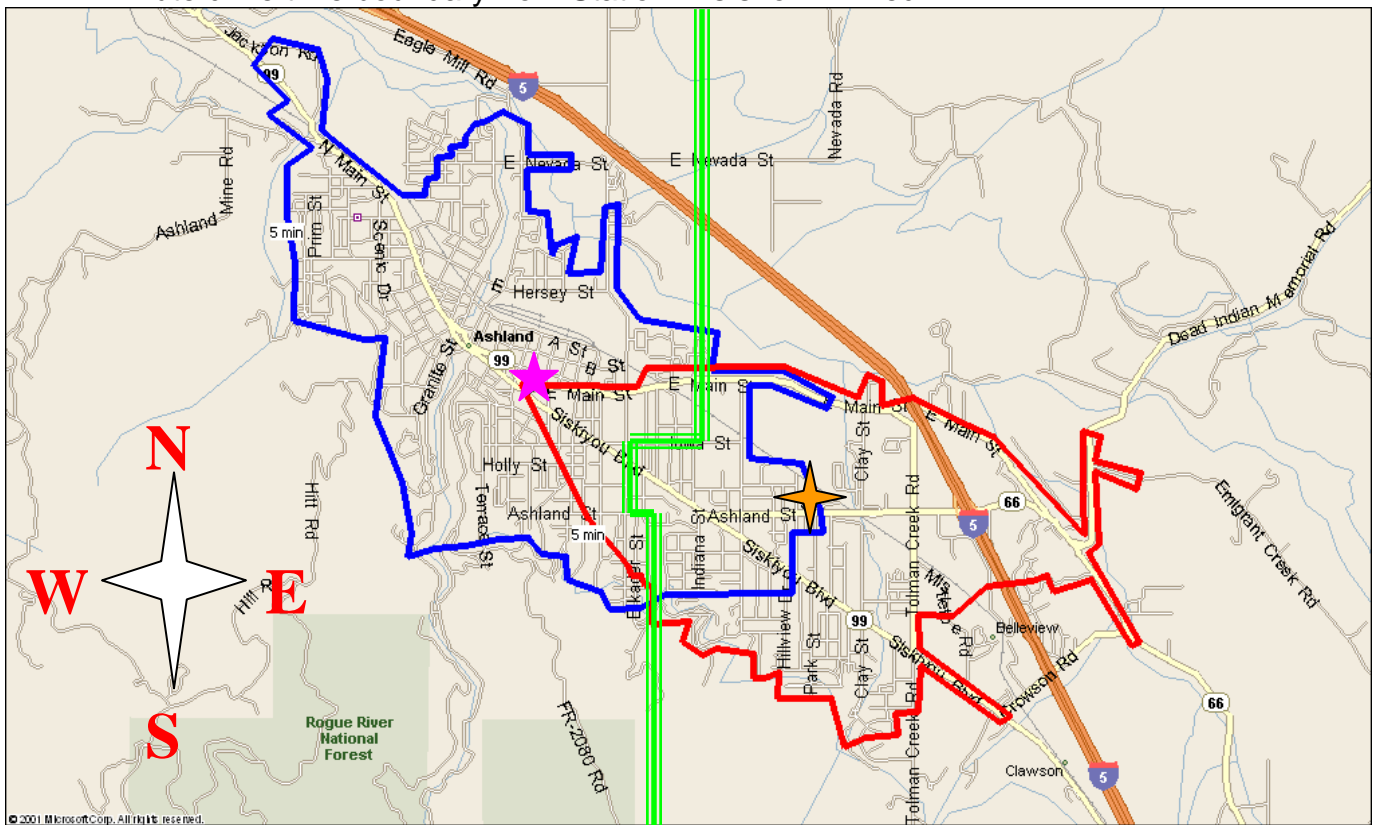 Jackson Rd
99
Eagle Mill Rd
5
Nevada Rd
N Main St
E Nevada St
E Nevada St
Mine Rd
Ashland
Prim St
5 min
Scenic Dr
E
Hersey St
Dead Indian Memorial Rd
Ashland
A St
B St
99
Granite St
E Main St
E Main St
Main St
E Main St
Siskiyou Blvd
Iowa St
Clay St
N
Holly St
Terrace St
Hitt Rd
Ashland St
5 min
Ashland St
Indiana St
Tolman Creek Rd
66
5
Emigrant Creek Rd
W
E
S
Siskiyou Blvd
Hillview D
Park St
Clay St
99
Siskiyou Blvd
Belleview
Crowson Rd
66
Rogue River
National
Forest
FR-2080 Rd
Tolman Creek Rd
Clawson
5
© 2001 Microsoft Corp. All rights reserved.